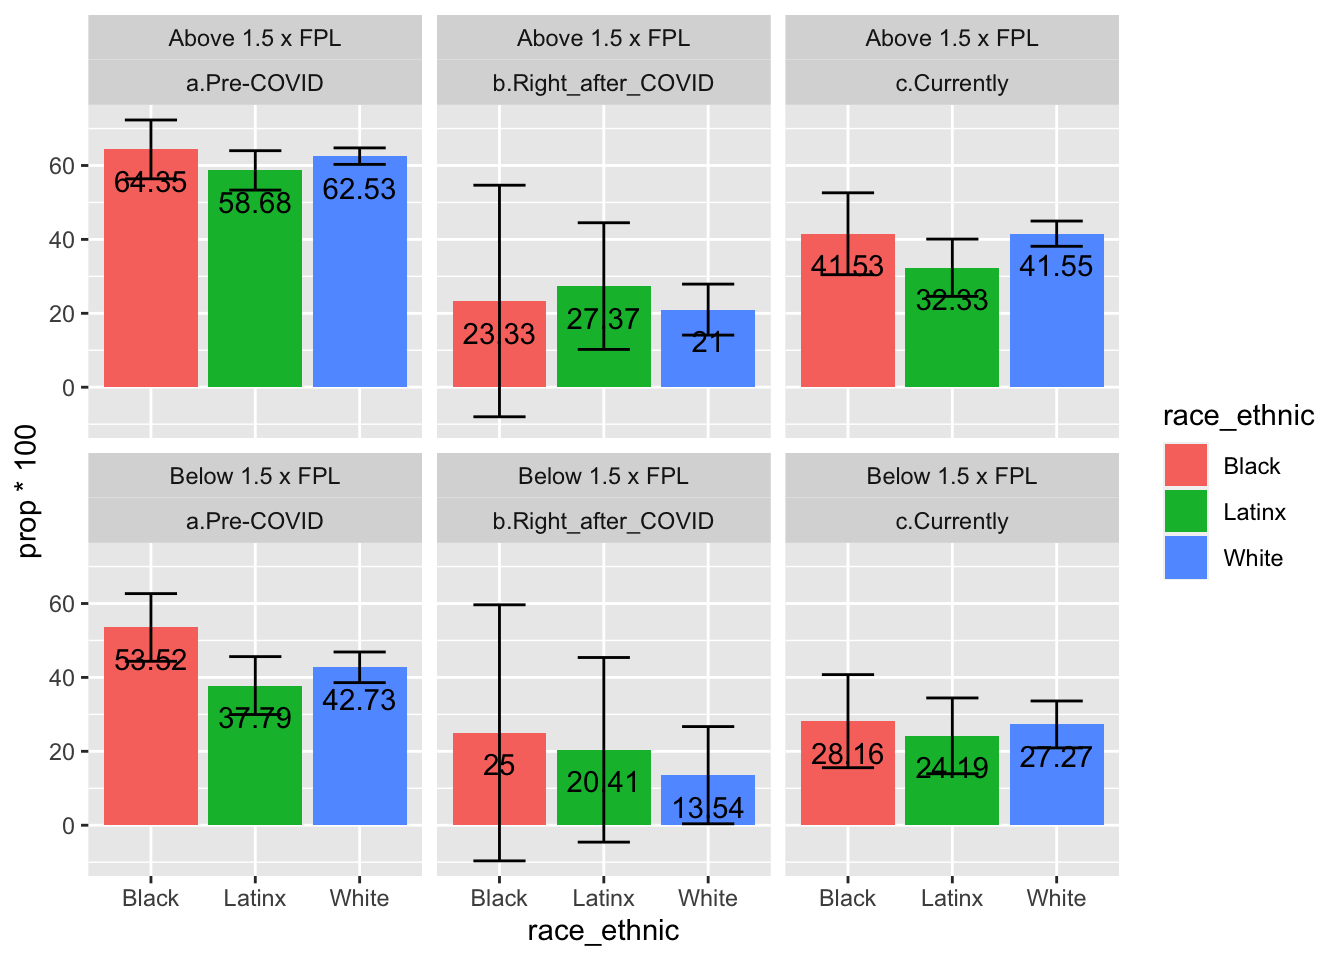 Above 1.5 x FPL
Above 1.5 x FPL
Above 1.5 x FPL
a.Pre-COVID
b.Right_after_COVID
c.Currently
60
40
20
0
64.35
58.68
62.53
23.33
27.37
21
41.53
32.33
41.55
Below 1.5 x FPL
Below 1.5 x FPL
Below 1.5 x FPL
a.Pre-COVID
b.Right_after_COVID
c.Currently
60
40
20
0
53.52
37.79
42.73
25
20.41
13.54
28.16
24.19
27.27
Black
Latinx
White
Black
Latinx
White
Black
Latinx
White
race_ethnic
prop * 100
race_ethnic
Black
Latinx
White